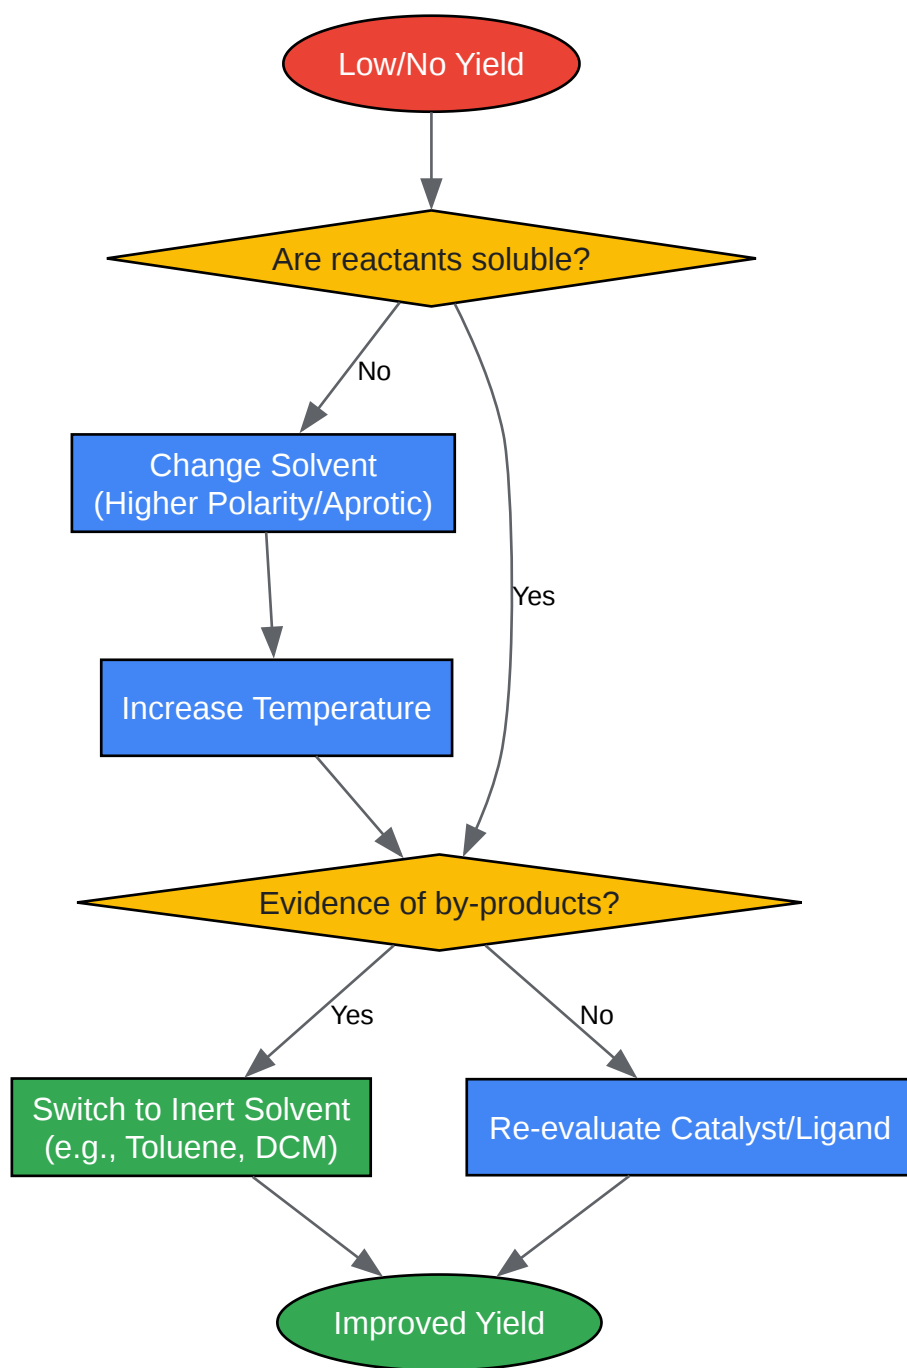 Low/No Yield
Are reactants soluble?
No
Change Solvent
(Higher Polarity/Aprotic)
Yes
Increase Temperature
Evidence of by-products?
Yes
No
Switch to Inert Solvent
(e.g., Toluene, DCM)
Re-evaluate Catalyst/Ligand
Improved Yield